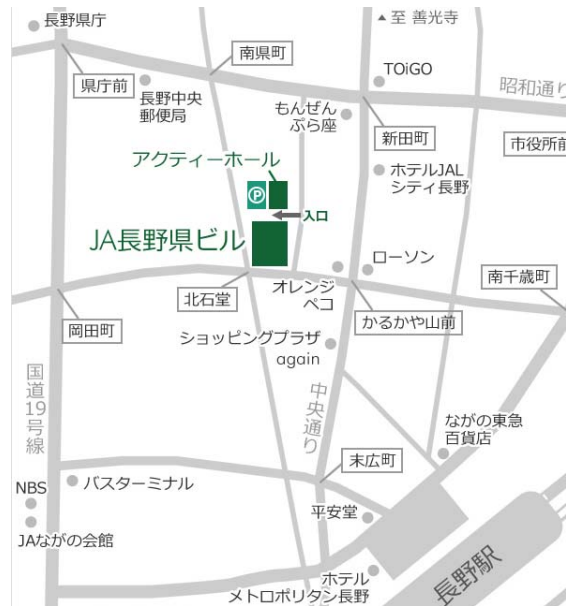 長野県庁
▲至 善光寺
南県町
TOiGO
県庁前
長野中央
郵便局
昭和通り
もんぜん
ぷら座
新田町
市役所前
アクティーホール
ホテルJAL
シティ長野
P
入口
JA長野県ビル
ローソン
北石堂
オレンジ
ペコ
南千歳町
岡田町
かるかや山前
ショッピングプラザ
again
国道19号線
中央通り
ながの東急
百貨店
末広町
NBS
バスターミナル
平安堂
JAながの会館
長野駅
ホテル
メトロポリタン長野